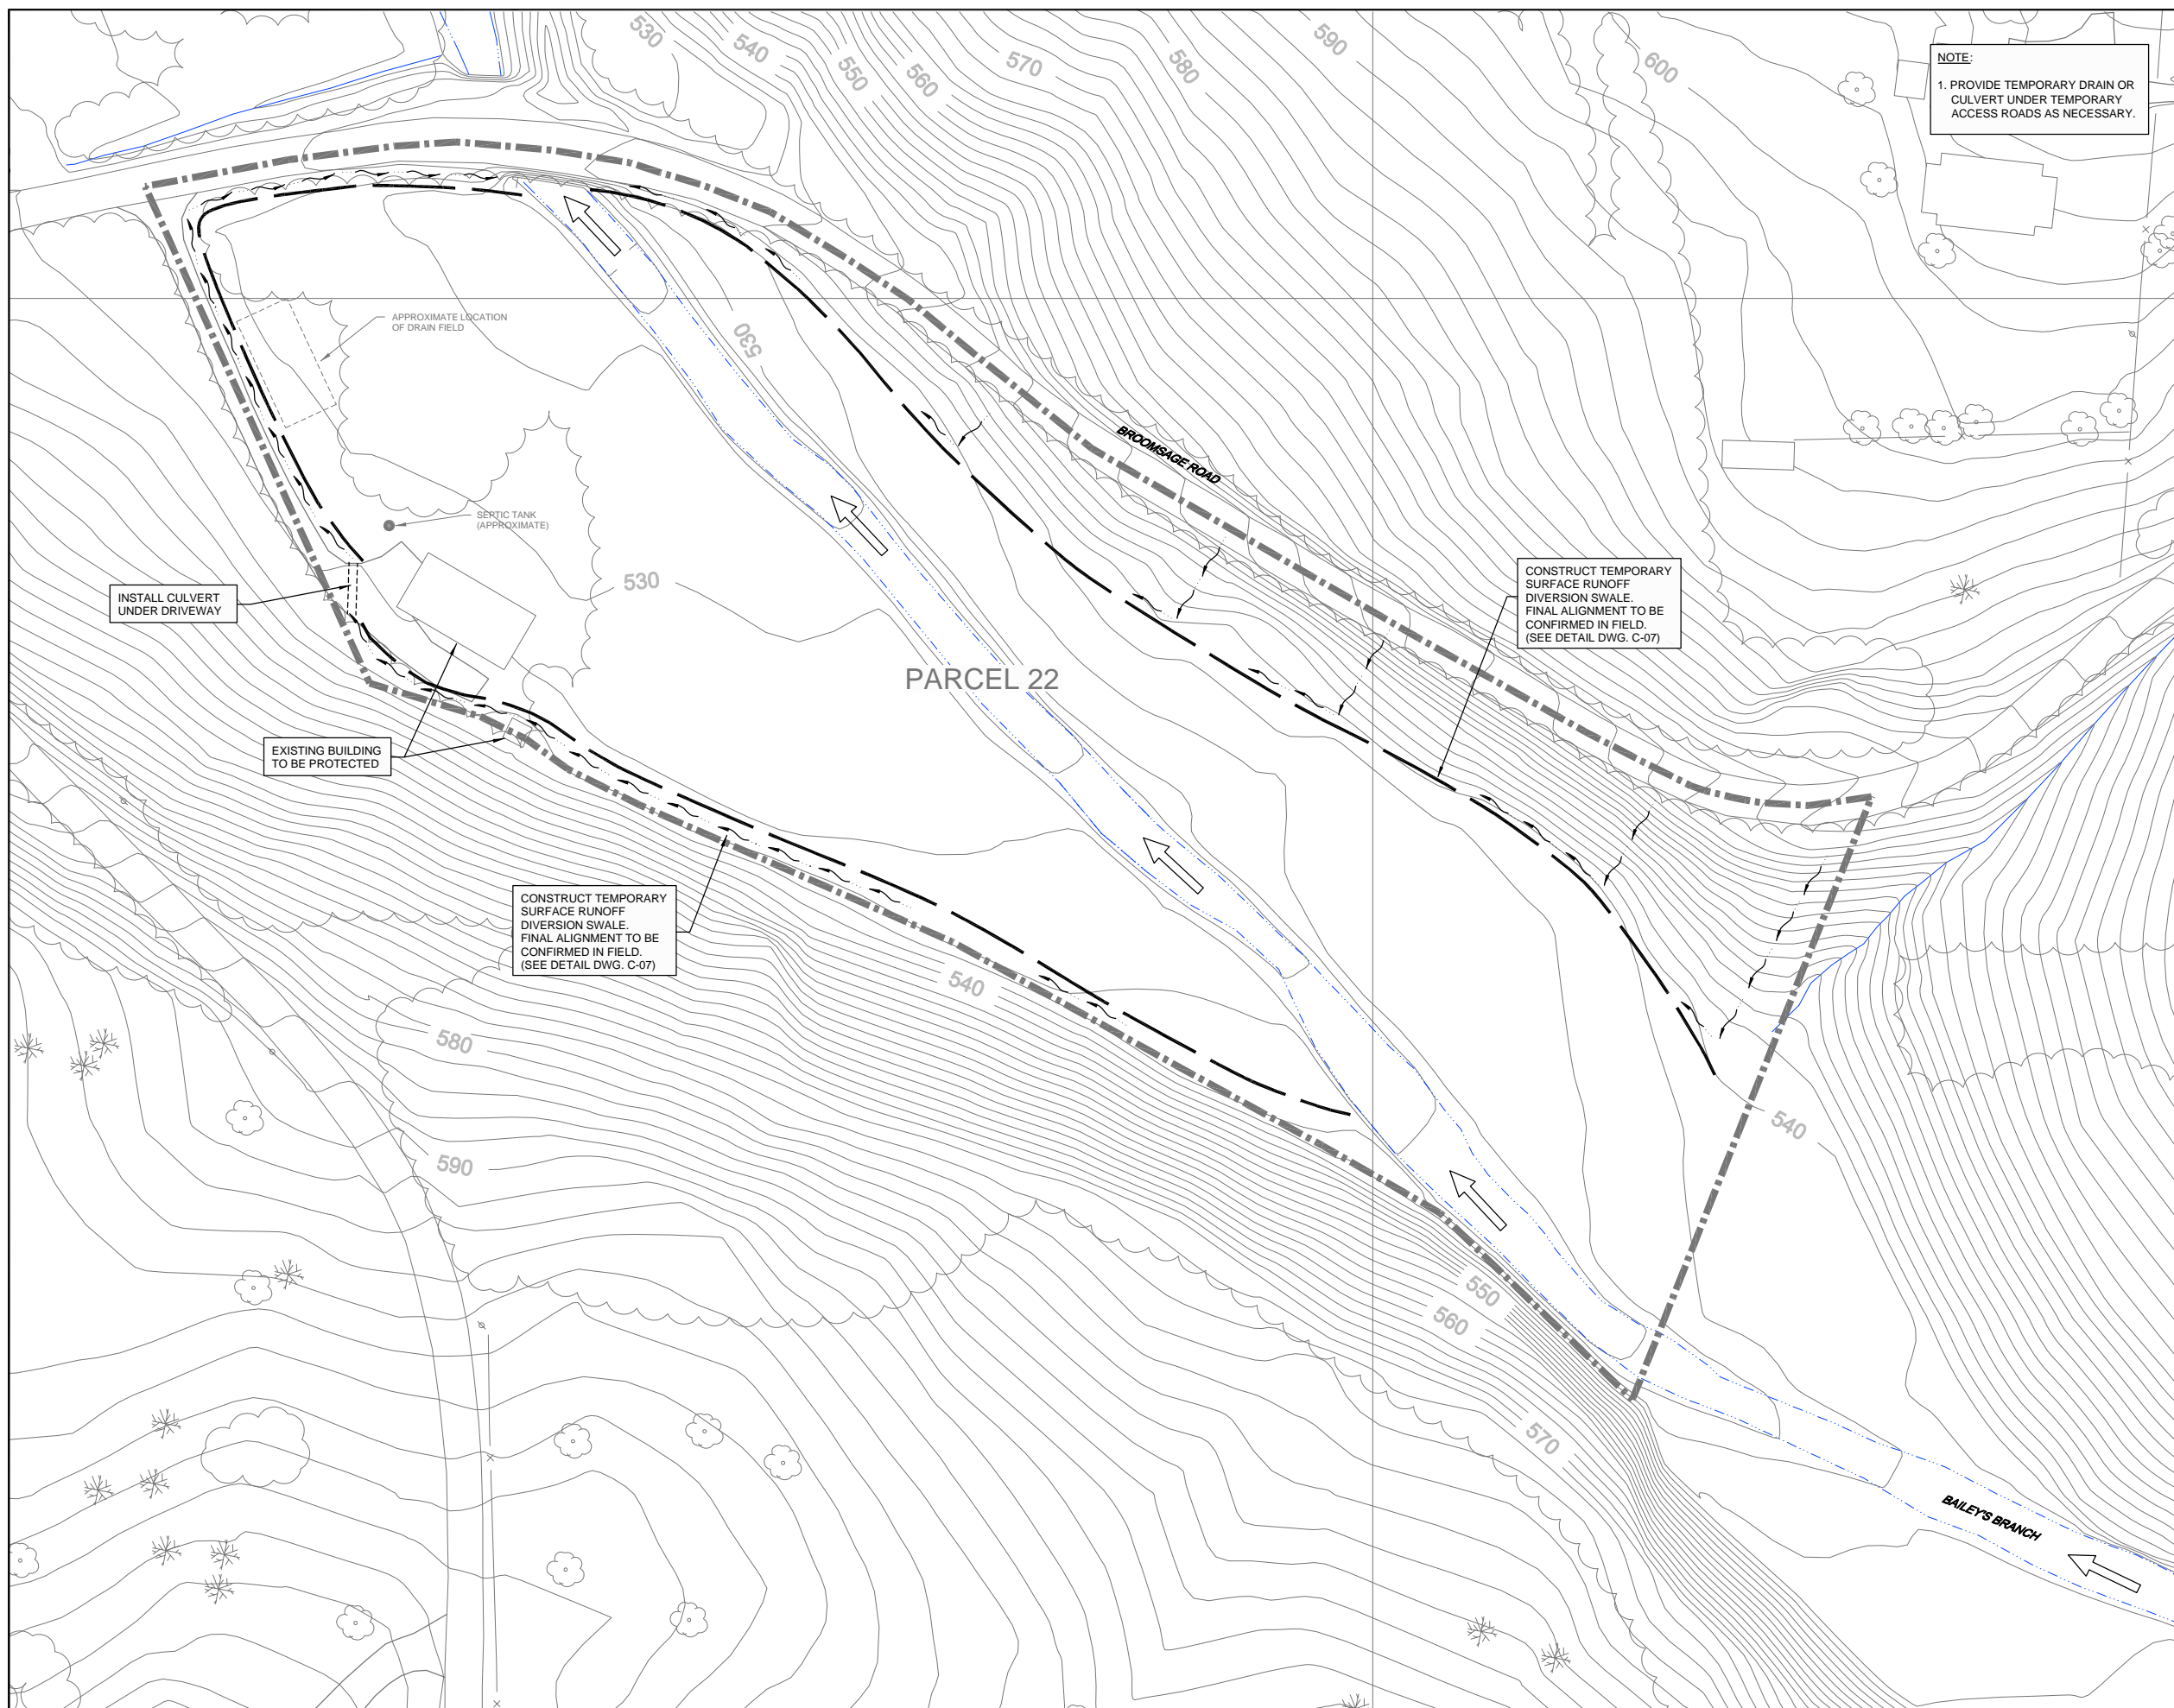 530
540
550
560
570
580
590
600
NOTE:
1. PROVIDE TEMPORARY DRAIN OR
CULVERT UNDER TEMPORARY
ACCESS ROADS AS NECESSARY.
APPROXIMATE LOCATION
OF DRAIN FIELD
530
BROOMSAGE ROAD
SEPTIC TANK
(APPROXIMATE)
530
INSTALL CULVERT
UNDER DRIVEWAY
CONSTRUCT TEMPORARY
SURFACE RUNOFF
DIVERSION SWALE.
FINAL ALIGNMENT TO BE
CONFIRMED IN FIELD.
(SEE DETAIL DWG. C-07)
PARCEL 22
EXISTING BUILDING
TO BE PROTECTED
CONSTRUCT TEMPORARY
SURFACE RUNOFF
DIVERSION SWALE.
FINAL ALIGNMENT TO BE
CONFIRMED IN FIELD.
(SEE DETAIL DWG. C-07)
540
580
540
590
550
560
570
BAILEY'S BRANCH